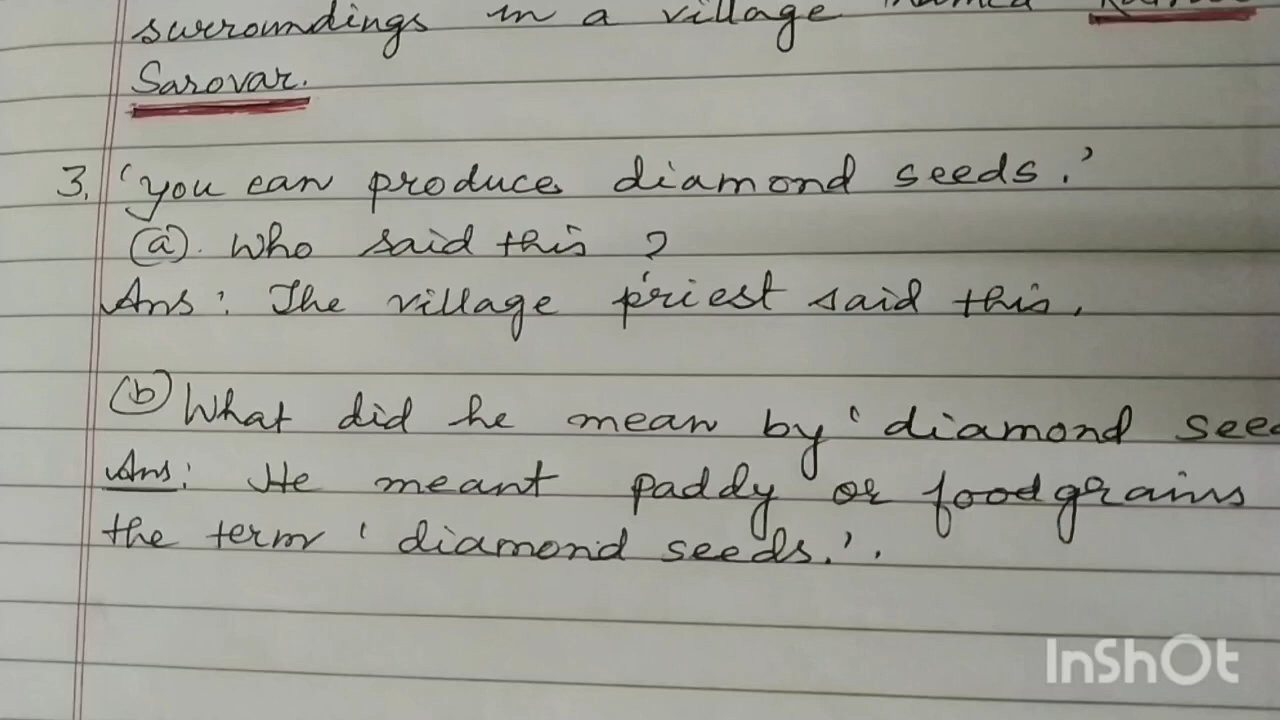 surroundings in a village named
Sarovar.
3. 'you can produce diamond seeds.'
(a). Who said this ?
Ans: The village priest said this.
(b) What did he mean by 'diamond
Ans: He meant paddy or foodgrains
the term 'diamond seeds.'.
InShOt